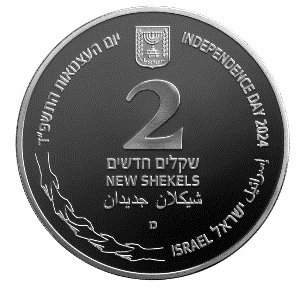 יום העצמאות התשפ"ד
INDEPENDENCE DAY 2024
2
שקלים חדשים
NEW SHEKELS
شيكلان جديدان
מ
ISRAEL ישראל إسرائيل